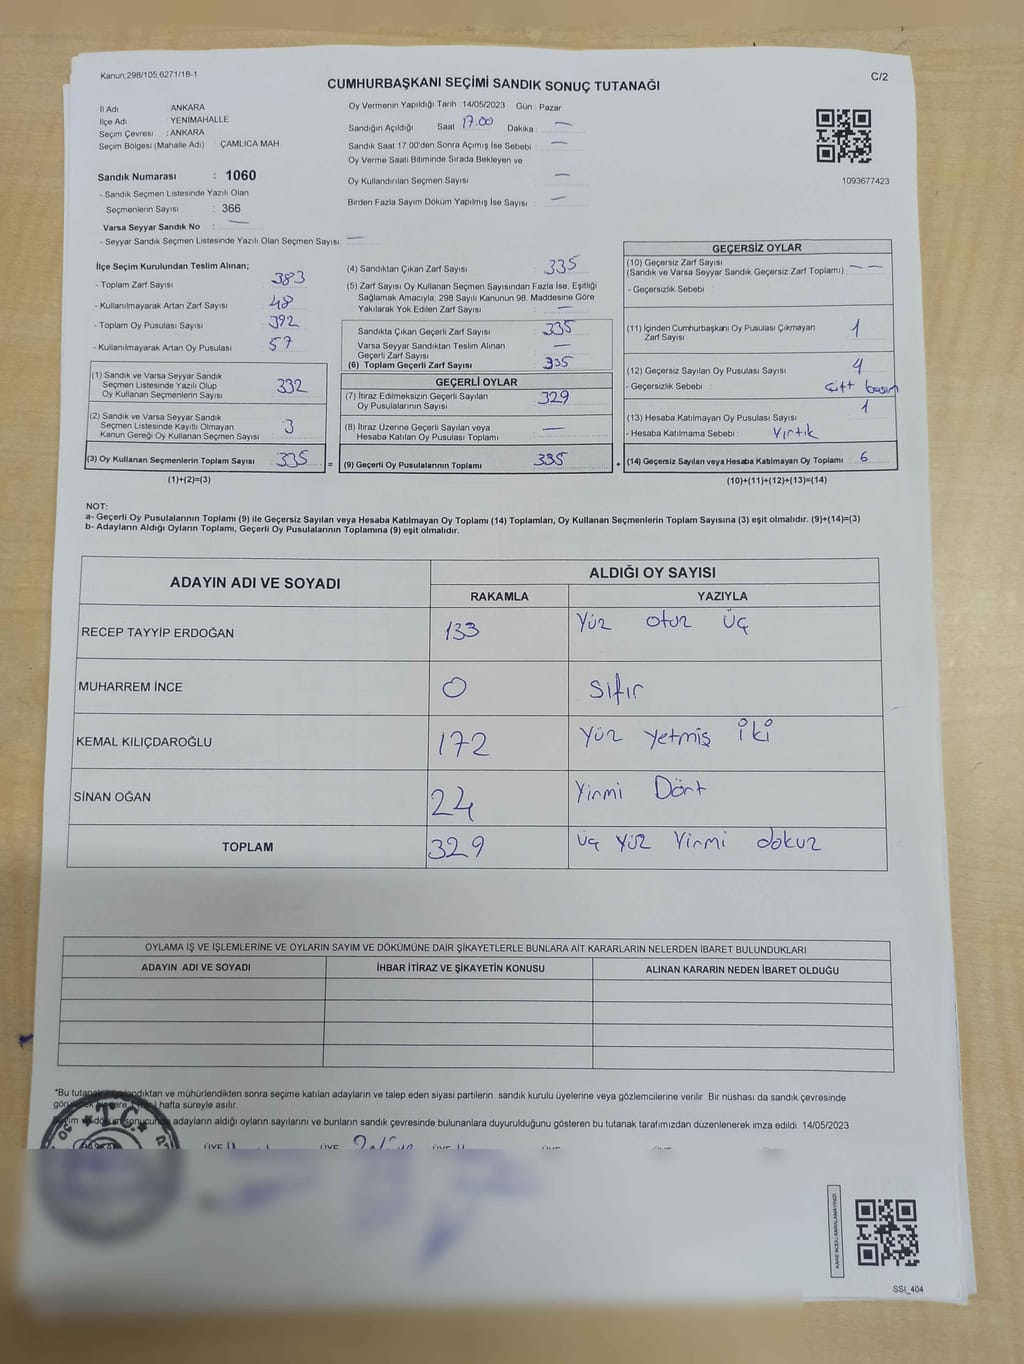 Kanun 298/105,6271/18-1
C/2
CUMHURBAŞKANI SEÇİMİ SANDIK SONUÇ TUTANAĞI
İl Adı ANKARA
İlçe Adı YENİMAHALLE
Seçim Çevresi : ANKARA
Seçim Bölgesi (Mahalle Adı) : ÇAMLICA MAH.
Sandık Numarası : 1060
- Sandık Seçmen Listesinde Yazılı Olan
Seçmenlerin Sayısı : 366
Varsa Seyyar Sandık No : —
- Seyyar Sandık Seçmen Listesinde Yazılı Olan Seçmen Sayısı: —
Oy Vermenin Yapıldığı Tarih : 14/05/2023 Gün : Pazar
Sandığın Açıldığı Saat 17.00 Dakika : —
Sandık Saat 17.00'den Sonra Açımış İse Sebebi : —
Oy Verme Saati Bitiminde Sırada Bekleyen ve
Oy Kullandırılan Seçmen Sayısı —
Birden Fazla Sayım Döküm Yapılmış İse Sayısı : —
1093677423
İlçe Seçim Kurulundan Teslim Alınan;
- Toplam Zarf Sayısı : 383
- Kullanılmayarak Artan Zarf Sayısı : 48
- Toplam Oy Pusulası Sayısı : 392
- Kullanılmayarak Artan Oy Pusulası : 57
(1) Sandık ve Varsa Seyyar Sandık
Seçmen Listesinde Yazılı Olup
Oy Kullanan Seçmenlerin Sayısı : 332
(2) Sandık ve Varsa Seyyar Sandık
Seçmen Listesinde Kayıtlı Olmayan
Kanun Gereği Oy Kullanan Seçmen Sayısı : 3
(3) Oy Kullanan Seçmenlerin Toplam Sayısı : 335
(1)+(2)=(3)
(4) Sandıktan Çıkan Zarf Sayısı : 335
(5) Zarf Sayısı Oy Kullanan Seçmen Sayısından Fazla İse, Eşitliği
Sağlamak Amacıyla, 298 Sayılı Kanunun 98. Maddesine Göre
Yakılarak Yok Edilen Zarf Sayısı : —
Sandıkta Çıkan Geçerli Zarf Sayısı : 335
Varsa Seyyar Sandıktan Teslim Alınan
Geçerli Zarf Sayısı : —
(6) Toplam Geçerli Zarf Sayısı : 335
GEÇERLİ OYLAR
(7) İtiraz Edilmeksizin Geçerli Sayılan
Oy Pusulalarının Sayısı : 329
(8) İtiraz Üzerine Geçerli Sayılan veya
Hesaba Katılan Oy Pusulası Toplamı : —
= (9) Geçerli Oy Pusulalarının Toplamı : 335
GEÇERSİZ OYLAR
(10) Geçersiz Zarf Sayısı
(Sandık ve Varsa Seyyar Sandık Geçersiz Zarf Toplamı) : — —
- Geçersizlik Sebebi :
(11) İçinden Cumhurbaşkanı Oy Pusulası Çıkmayan
Zarf Sayısı : 1
(12) Geçersiz Sayılan Oy Pusulası Sayısı : 4
- Geçersizlik Sebebi : Çift basım
1
(13) Hesaba Katılmayan Oy Pusulası Sayısı :
- Hesaba Katılmama Sebebi : Yırtık
+ (14) Geçersiz Sayılan veya Hesaba Katılmayan Oy Toplamı : 6
(10)+(11)+(12)+(13)=(14)
NOT:
a- Geçerli Oy Pusulalarının Toplamı (9) ile Geçersiz Sayılan veya Hesaba Katılmayan Oy Toplamı (14) Toplamları, Oy Kullanan Seçmenlerin Toplam Sayısına (3) eşit olmalıdır. (9)+(14)=(3)
b- Adayların Aldığı Oyların Toplamı, Geçerli Oy Pusulalarının Toplamına (9) eşit olmalıdır.
ADAYIN ADI VE SOYADI
ALDIĞI OY SAYISI
RAKAMLA YAZIYLA
RECEP TAYYİP ERDOĞAN 133 Yüz otuz üç
MUHARREM İNCE 0 sıfır
KEMAL KILIÇDAROĞLU 172 yüz yetmiş iki
SİNAN OĞAN 24 Yirmi Dört
TOPLAM 329 üç yüz Yirmi dokuz
OYLAMA İŞ VE İŞLEMLERİNE VE OYLARIN SAYIM VE DÖKÜMÜNE DAİR ŞİKAYETLERLE BUNLARA AİT KARARLARIN NELERDEN İBARET BULUNDUKLARI
ADAYIN ADI VE SOYADI İHBAR İTİRAZ VE ŞİKAYETİN KONUSU ALINAN KARARIN NEDEN İBARET OLDUĞU
*Bu tutanak ve mühürlendikten sonra seçime katılan adayların ve talep eden siyasi partilerin sandık kurulu üyelerine veya gözlemcilerine verilir. Bir nüshası da sandık çevresinde
hafta süreyle asılır.
Sayım ve döküm sonucunda adayların aldığı oyların sayılarını ve bunların sandık çevresinde bulunanlara duyurulduğunu gösteren bu tutanak tarafımızdan düzenlenerek imza edildi. 14/05/2023
T.C.
BAŞKAN ÜYE ÜYE ÜYE
KARE KODU KARALAMAYINIZ!
SSİ_404